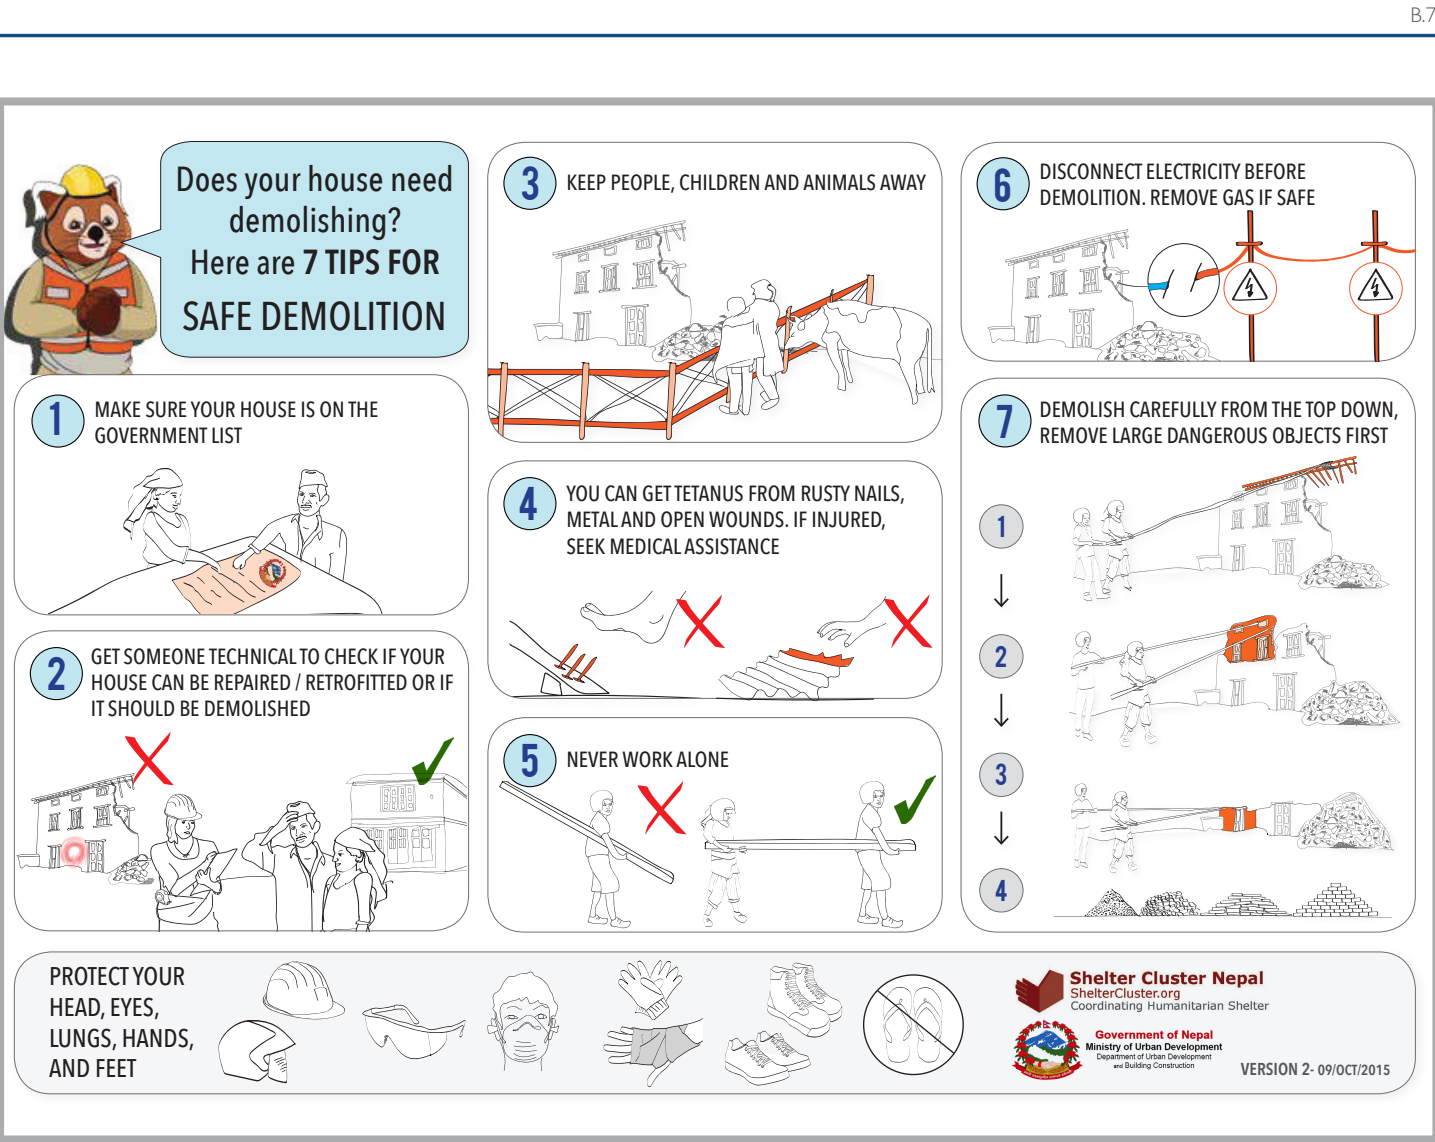 B.7
Does your house need
demolishing?
Here are 7 TIPS FOR
SAFE DEMOLITION
1
MAKE SURE YOUR HOUSE IS ON THE
GOVERNMENT LIST
2
GET SOMEONE TECHNICAL TO CHECK IF YOUR
HOUSE CAN BE REPAIRED / RETROFITTED OR IF
IT SHOULD BE DEMOLISHED
3
KEEP PEOPLE, CHILDREN AND ANIMALS AWAY
4
YOU CAN GET TETANUS FROM RUSTY NAILS,
METAL AND OPEN WOUNDS. IF INJURED,
SEEK MEDICAL ASSISTANCE
5
NEVER WORK ALONE
6
DISCONNECT ELECTRICITY BEFORE
DEMOLITION. REMOVE GAS IF SAFE
7
DEMOLISH CAREFULLY FROM THE TOP DOWN,
REMOVE LARGE DANGEROUS OBJECTS FIRST
1
2
3
4
PROTECT YOUR
HEAD, EYES,
LUNGS, HANDS,
AND FEET
Shelter Cluster Nepal
ShelterCluster.org
Coordinating Humanitarian Shelter
Government of Nepal
Ministry of Urban Development
Department of Urban Development
and Building Construction
VERSION 2- 09/OCT/2015